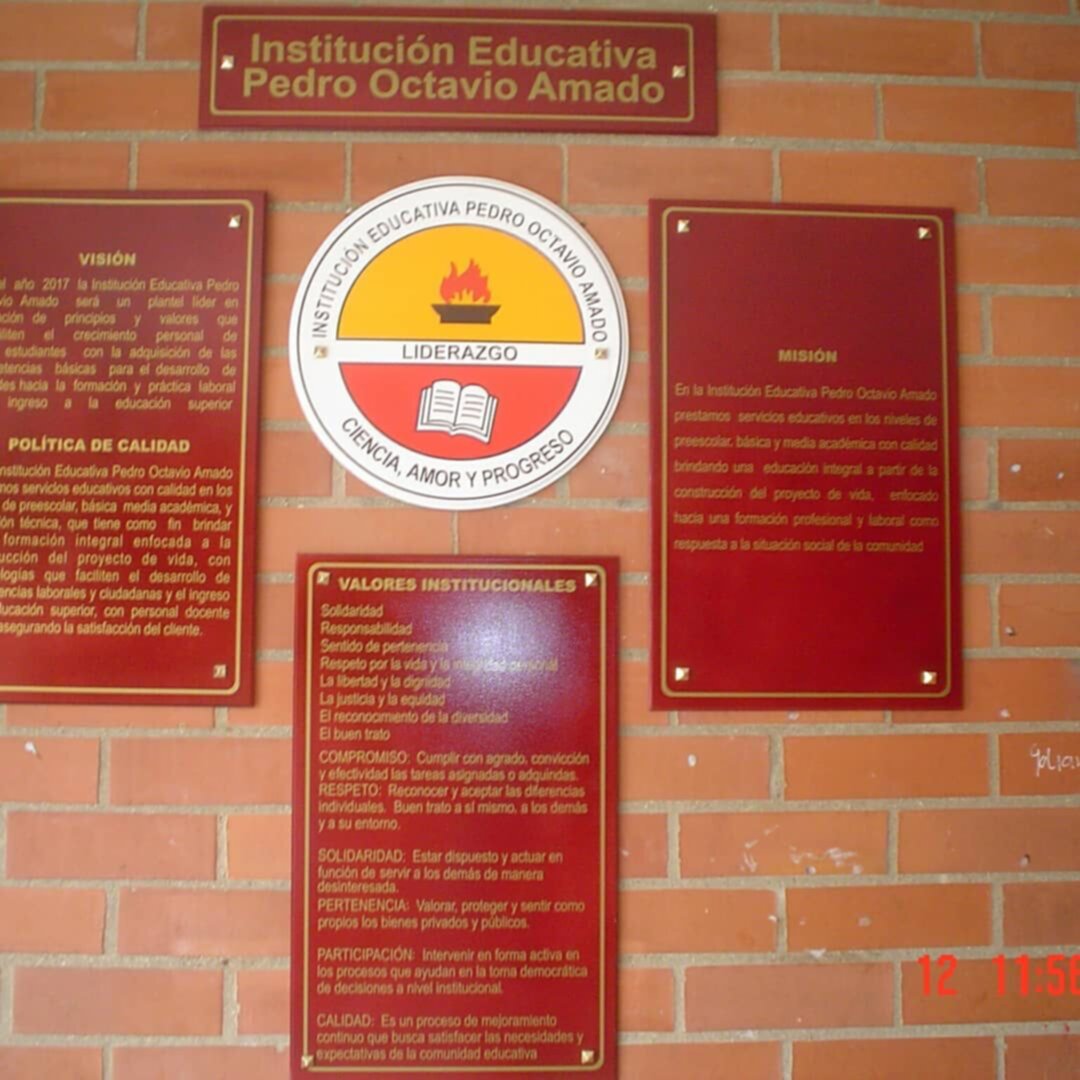 Institución Educativa
Pedro Octavio Amado
INSTITUCIÓN EDUCATIVA PEDRO OCTAVIO AMADO
LIDERAZGO
CIENCIA, AMOR Y PROGRESO
VISIÓN
año 2017 la Institución Educativa Pedro
Amado será un plantel líder en
de principios y valores que
el crecimiento personal de
estudiantes con la adquisición de las
básicas para el desarrollo de
hacia la formación y práctica laboral
ingreso a la educación superior
POLÍTICA DE CALIDAD
Educativa Pedro Octavio Amado
servicios educativos con calidad en los
de preescolar, básica media académica, y
técnica, que tiene como fin brindar
formación integral enfocada a la
del proyecto de vida, con
que faciliten el desarrollo de
laborales y ciudadanas y el ingreso
superior, con personal docente
asegurando la satisfacción del cliente.
MISIÓN
En la Institución Educativa Pedro Octavio Amado
prestamos servicios educativos en los niveles de
preescolar, básica y media académica con calidad
brindando una educación integral a partir de la
construcción del proyecto de vida, enfocado
hacia una formación profesional y laboral como
respuesta a la situación social de la comunidad
VALORES INSTITUCIONALES
Solidaridad
Responsabilidad
Sentido de pertenencia
Respeto por la vida y la integridad personal
La libertad y la dignidad
La justicia y la equidad
El reconocimiento de la diversidad
El buen trato
COMPROMISO: Cumplir con agrado, convicción
y efectividad las tareas asignadas o adquindas.
RESPETO: Reconocer y aceptar las diferencias
individuales. Buen trato a sí mismo, a los demás
y a su entorno.
SOLIDARIDAD: Estar dispuesto y actuar en
función de servir a los demás de manera
desinteresada.
PERTENENCIA: Valorar, proteger y sentir como
propios los bienes privados y públicos.
PARTICIPACIÓN: Intervenir en forma activa en
los procesos que ayudan en la toma democrática
de decisiones a nivel institucional.
CALIDAD: Es un proceso de mejoramiento
continuo que busca satisfacer las necesidades y
expectativas de la comunidad educativa
12 11:56